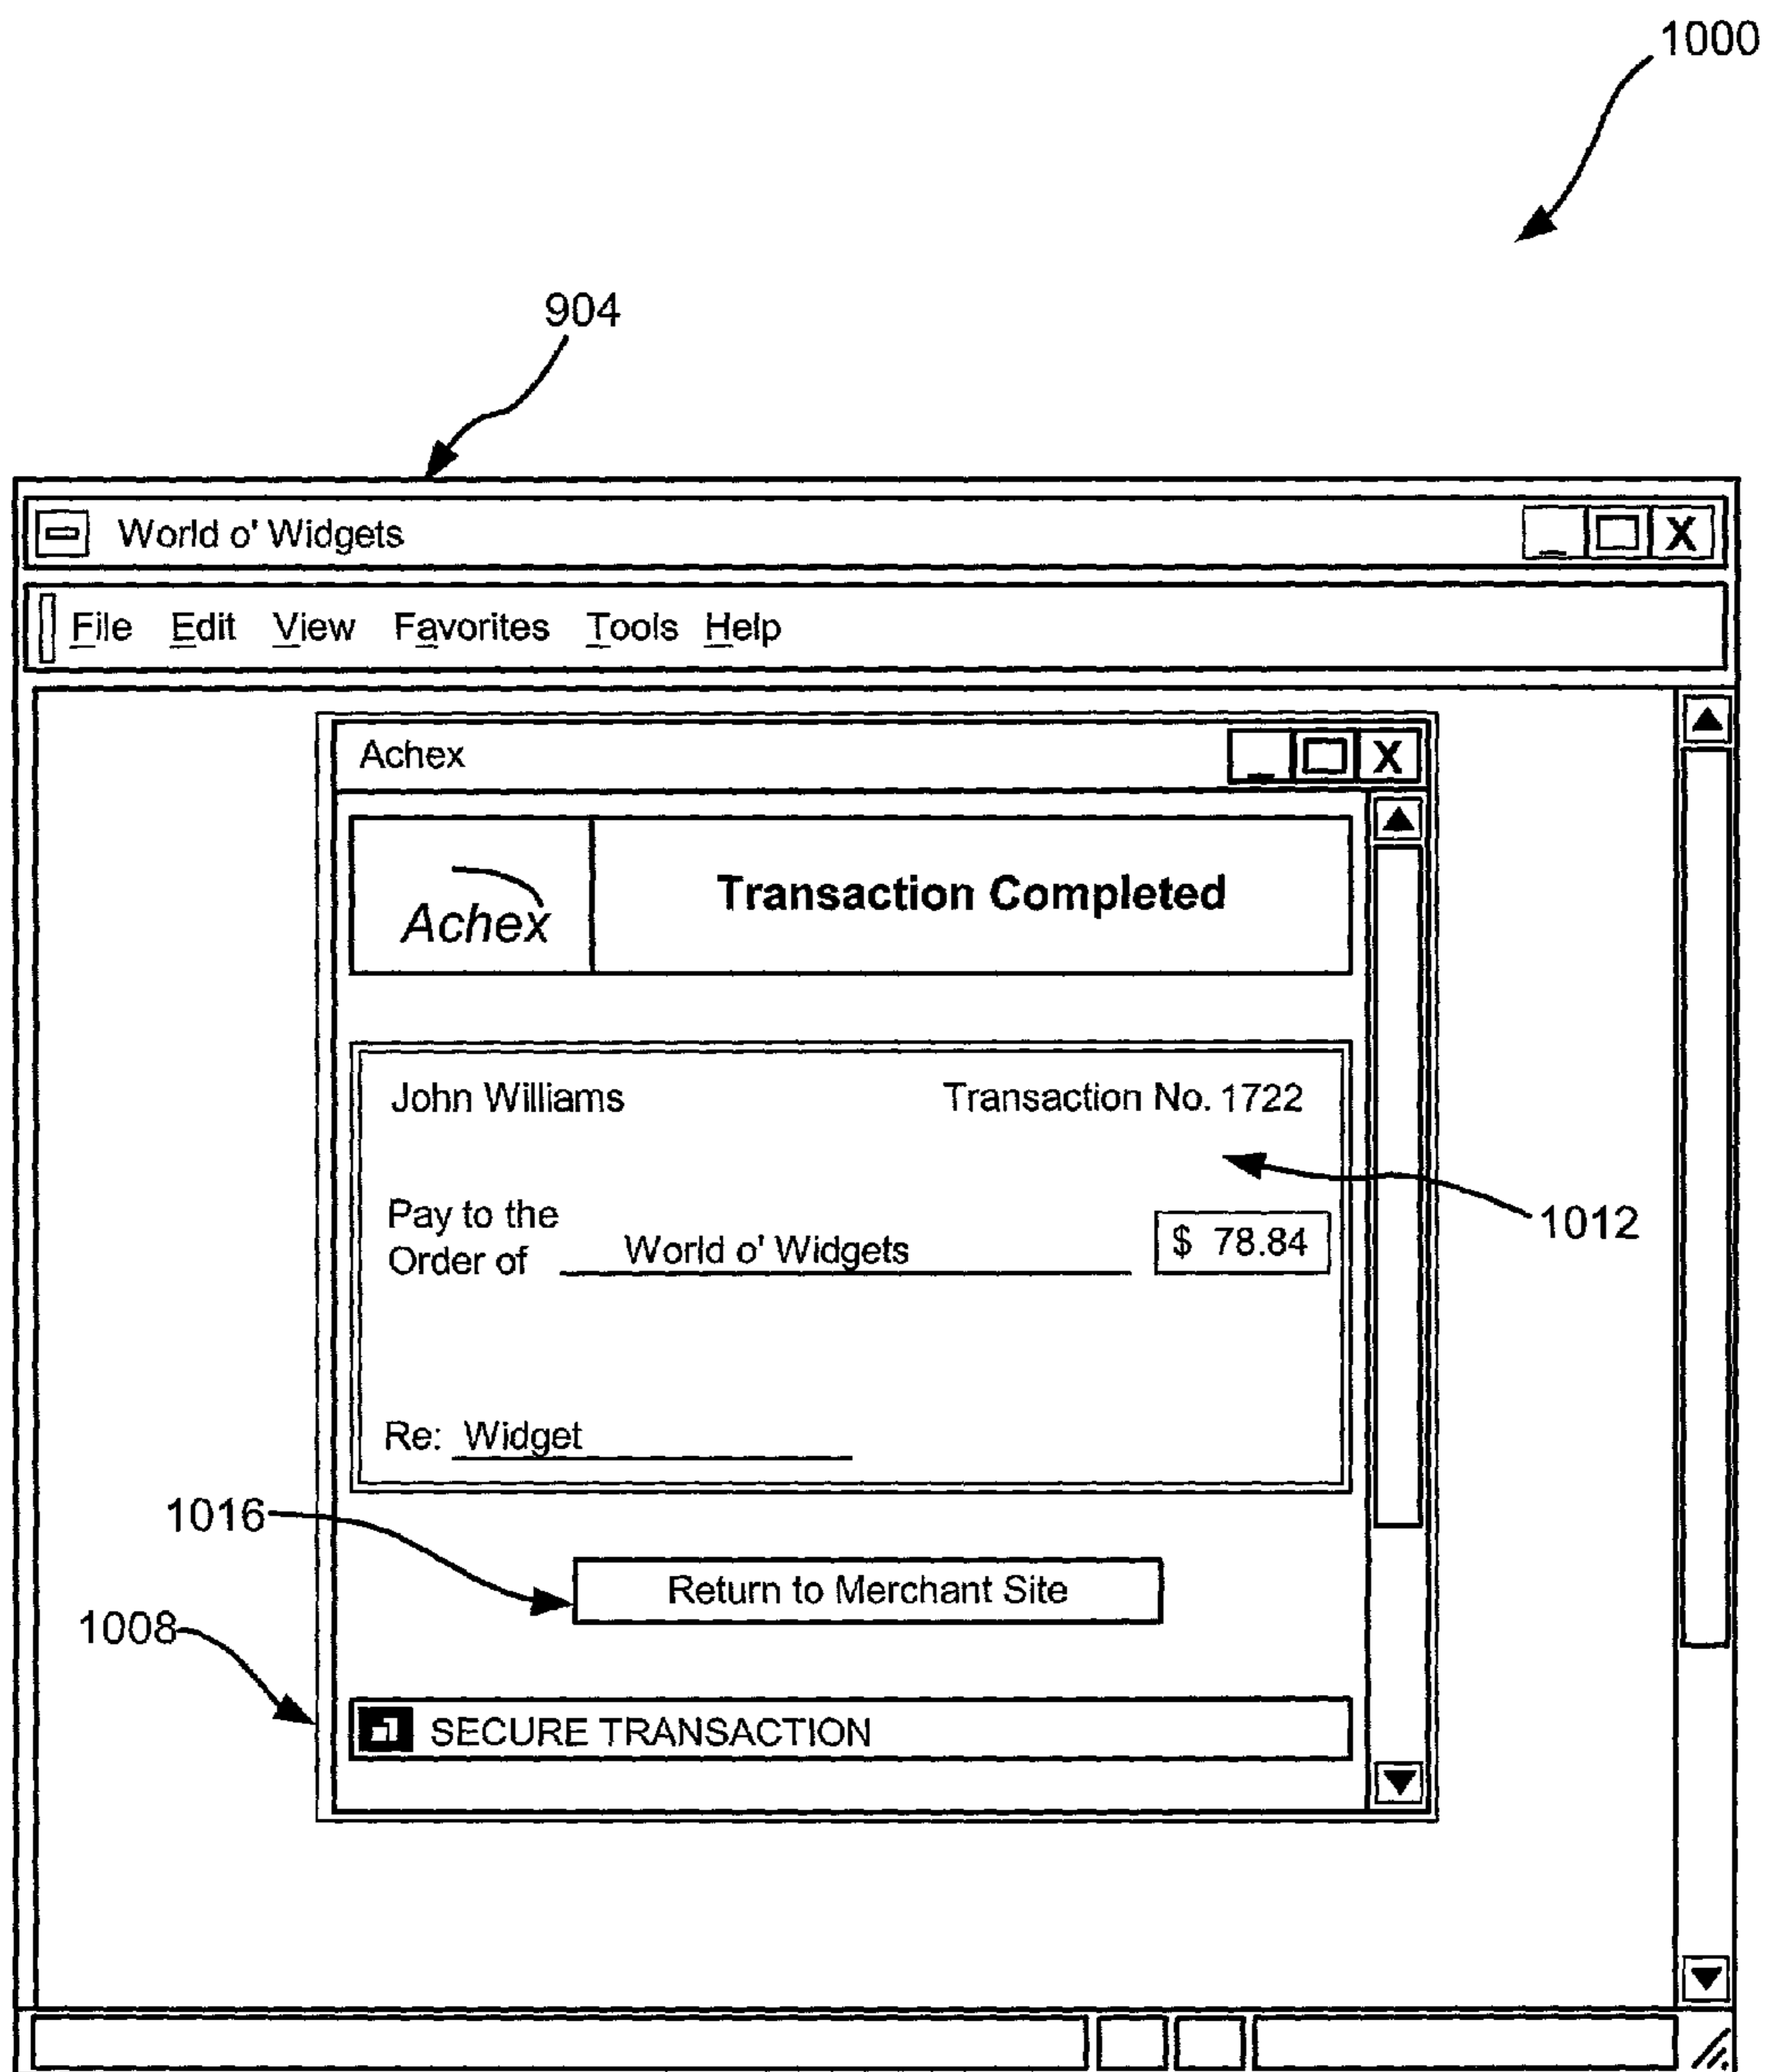 1000
904
World o' Widgets
X
File Edit View Favorites Tools Help
Achex
X
Achex
Transaction Completed
John Williams
Transaction No. 1722
1012
Pay to the
Order of
World o' Widgets
$ 78.84
Re: Widget
1016
Return to Merchant Site
1008
SECURE TRANSACTION